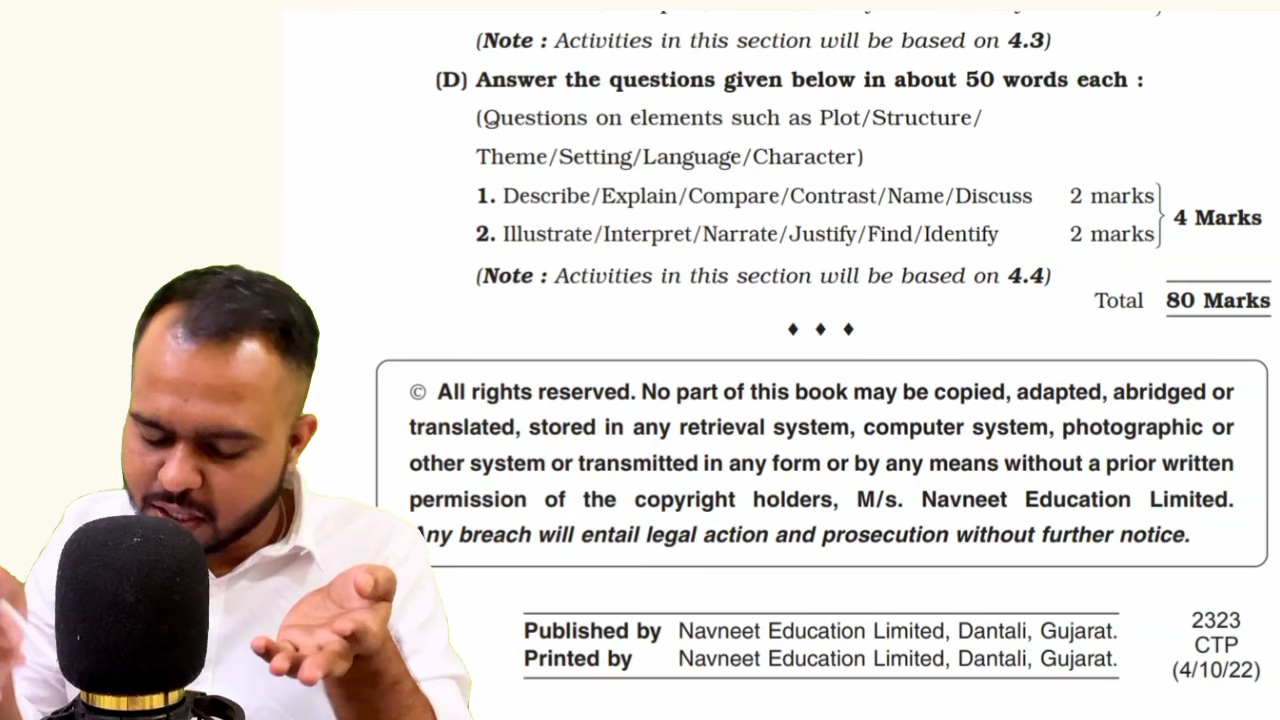 (Note : Activities in this section will be based on 4.3)
(D) Answer the questions given below in about 50 words each :
(Questions on elements such as Plot/Structure/
Theme/Setting/Language/Character)
1. Describe/Explain/Compare/Contrast/Name/Discuss 2 marks
2. Illustrate/Interpret/Narrate/Justify/Find/Identify 2 marks
4 Marks
(Note : Activities in this section will be based on 4.4)
Total 80 Marks
© All rights reserved. No part of this book may be copied, adapted, abridged or
translated, stored in any retrieval system, computer system, photographic or
other system or transmitted in any form or by any means without a prior written
permission of the copyright holders, M/s. Navneet Education Limited.
ny breach will entail legal action and prosecution without further notice.
Published by Navneet Education Limited, Dantali, Gujarat.
Printed by Navneet Education Limited, Dantali, Gujarat.
2323
CTP
(4/10/22)